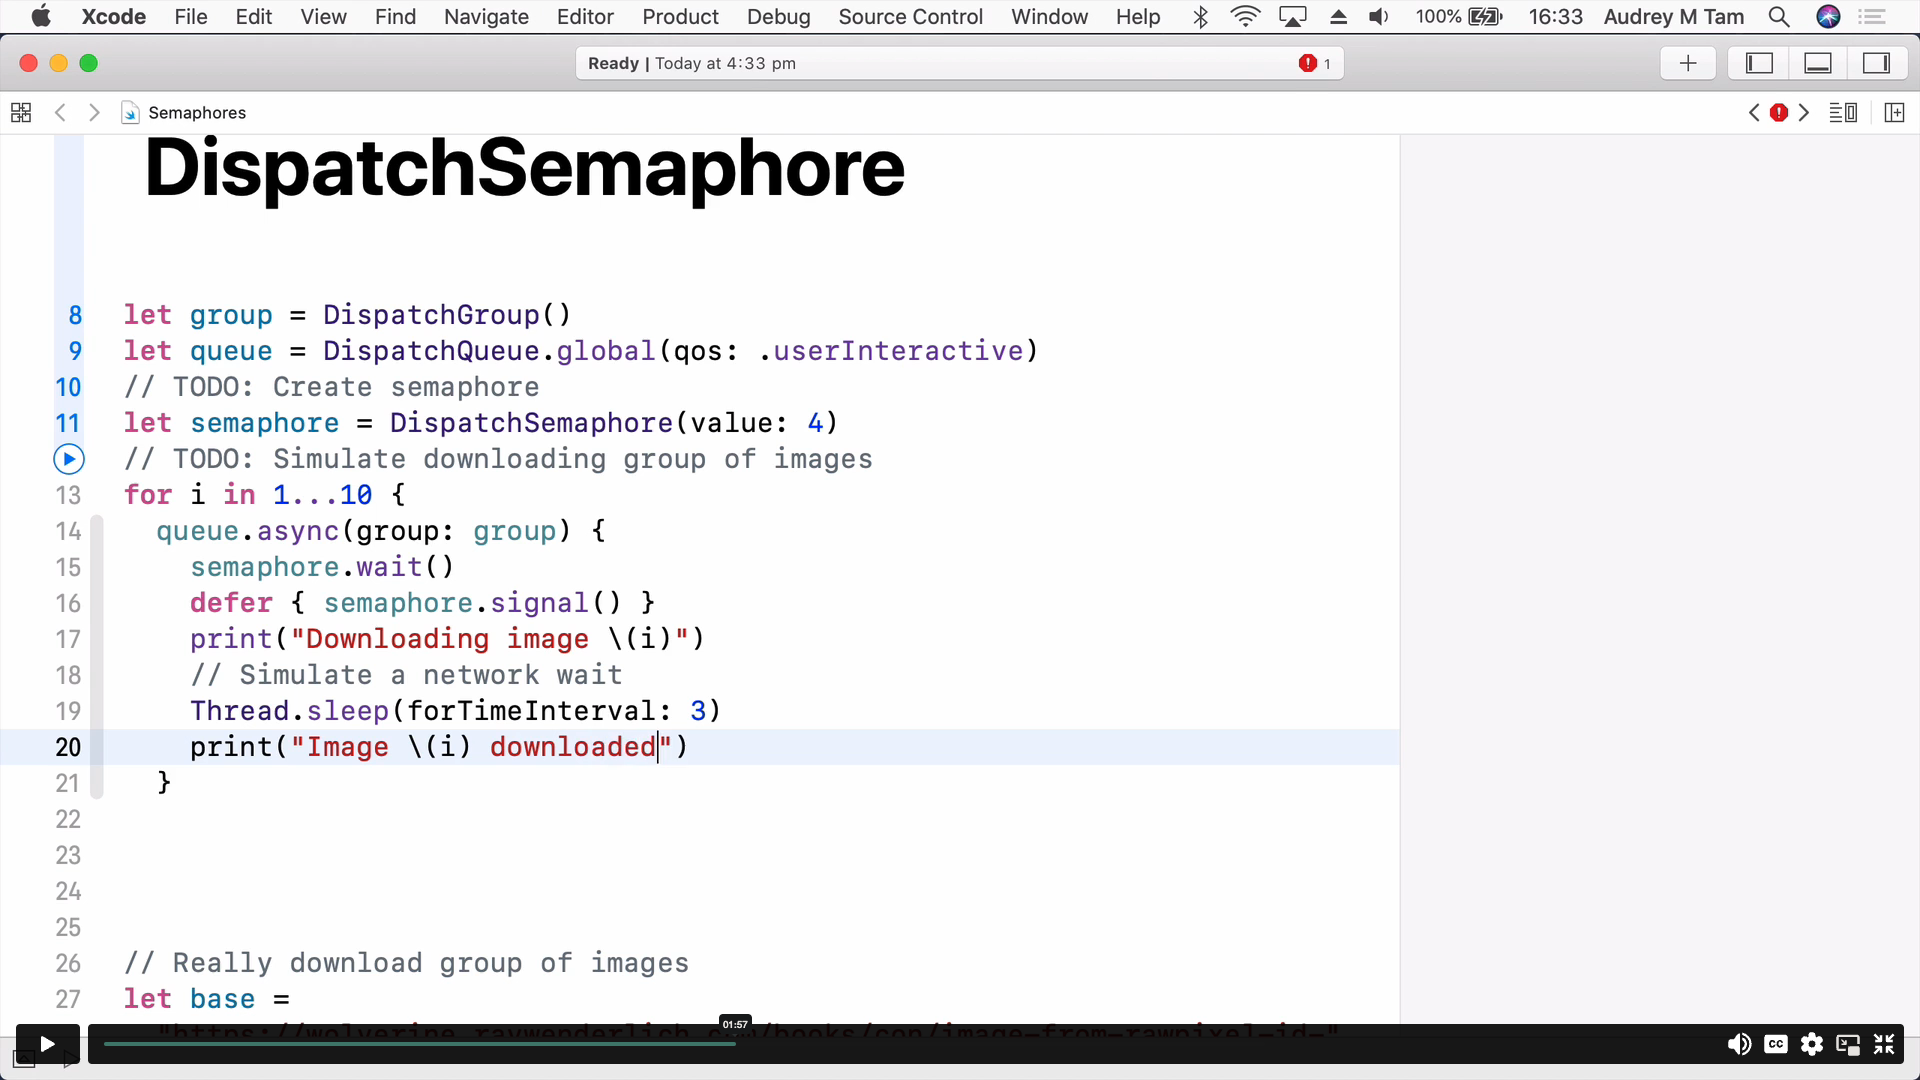 Xcode File Edit View Find Navigate Editor Product Debug Source Control Window Help 100% 16:33 Audrey M Tam
Ready | Today at 4:33 pm 1
Semaphores
DispatchSemaphore
8 let group = DispatchGroup()
9 let queue = DispatchQueue.global(qos: .userInteractive)
10 // TODO: Create semaphore
11 let semaphore = DispatchSemaphore(value: 4)
// TODO: Simulate downloading group of images
13 for i in 1...10 {
14 queue.async(group: group) {
15 semaphore.wait()
16 defer { semaphore.signal() }
17 print("Downloading image \(i)")
18 // Simulate a network wait
19 Thread.sleep(forTimeInterval: 3)
20 print("Image \(i) downloaded")
21 }
22
23
24
25
26 // Really download group of images
27 let base =
01:57
CC